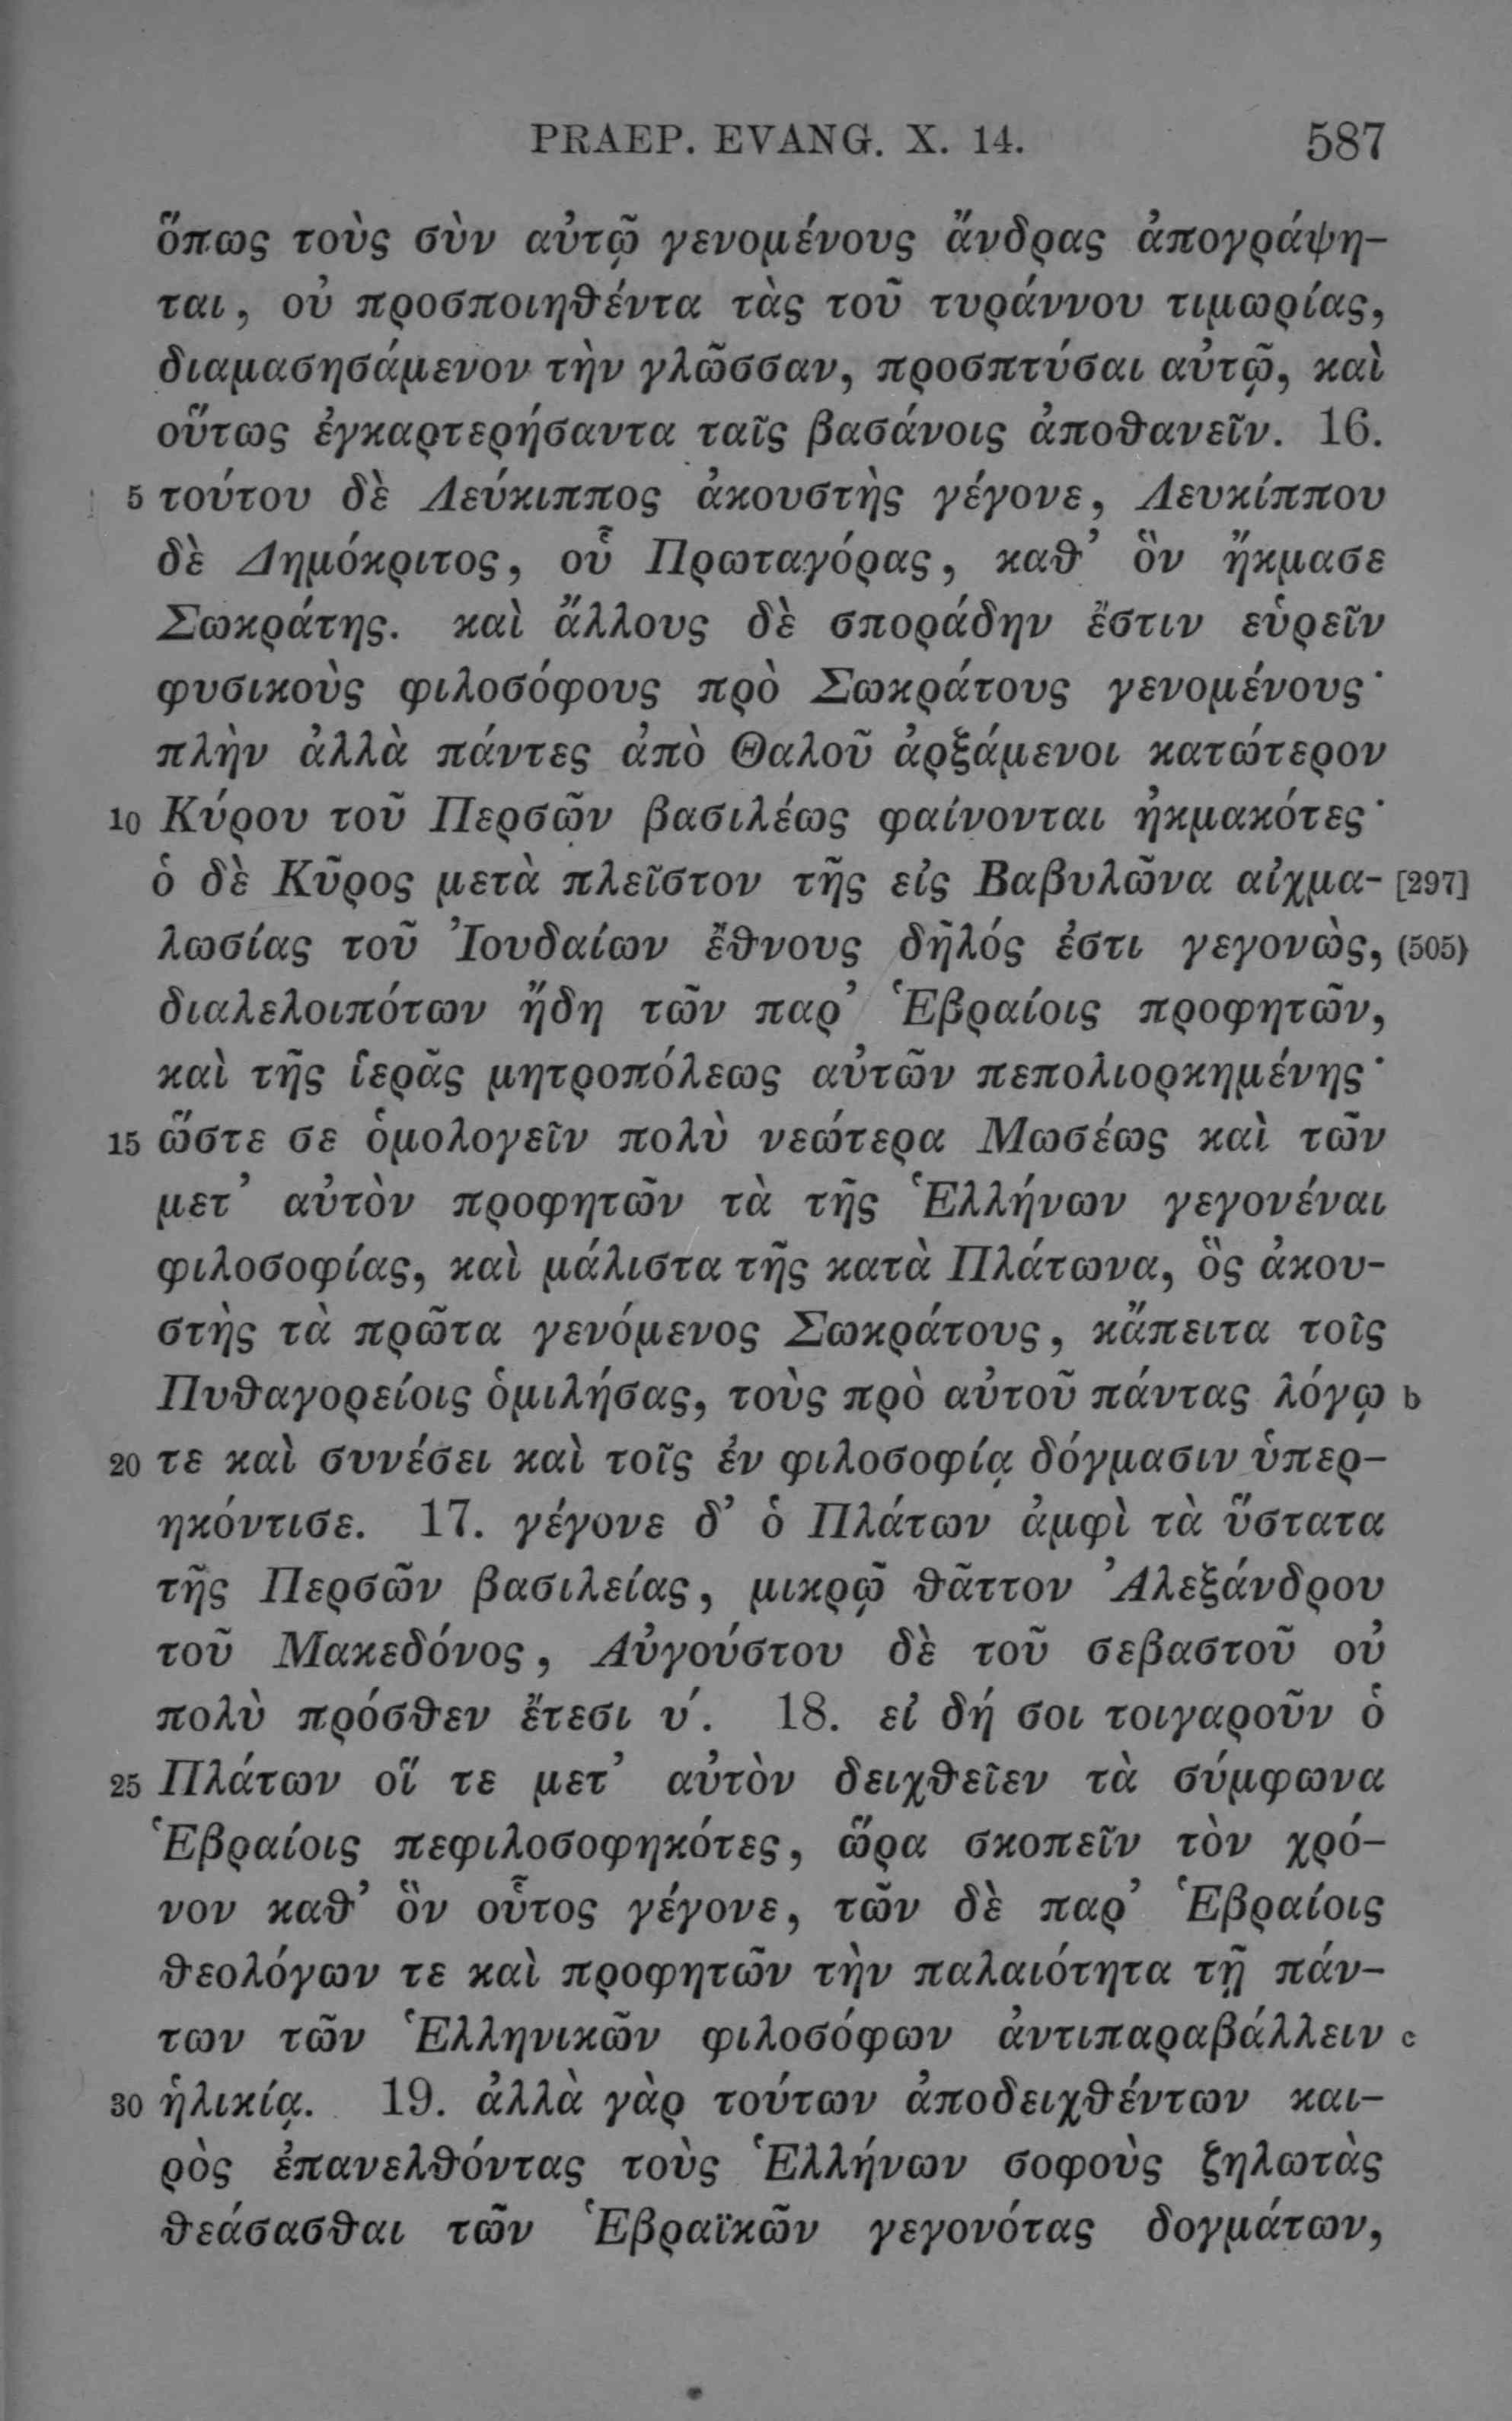 PRAEP. EVANG. X. 14. 587
ὅπως τοὺς σὺν αὐτῷ γενομένους ἄνδρας ἀπογράψη-
ται, οὐ προσποιηθέντα τὰς τοῦ τυράννου τιμωρίας,
διαμασησάμενον τὴν γλῶσσαν, προσπτύσαι αὐτῷ, καὶ
οὕτως ἐγκαρτερήσαντα ταῖς βασάνοις ἀποθανεῖν. 16.
5 τούτου δὲ Λεύκιππος ἀκουστὴς γέγονε, Λευκίππου
δὲ Δημόκριτος, οὗ Πρωταγόρας, καθ’ ὃν ἤκμασε
Σωκράτης. καὶ ἄλλους δὲ σποράδην ἔστιν εὑρεῖν
φυσικοὺς φιλοσόφους πρὸ Σωκράτους γενομένους·
πλὴν ἀλλὰ πάντες ἀπὸ Θαλοῦ ἀρξάμενοι κατώτερον
10 Κύρου τοῦ Περσῶν βασιλέως φαίνονται ἠκμακότες·
ὁ δὲ Κῦρος μετὰ πλεῖστον τῆς εἰς Βαβυλῶνα αἰχμα- [297]
λωσίας τοῦ Ἰουδαίων ἔθνους δῆλός ἐστι γεγονὼς, (505)
διαλελοιπότων ἤδη τῶν παρ’ Ἑβραίοις προφητῶν,
καὶ τῆς ἱερᾶς μητροπόλεως αὐτῶν πεπολιορκημένης·
15 ὥστε σε ὁμολογεῖν πολὺ νεώτερα Μωσέως καὶ τῶν
μετ’ αὐτὸν προφητῶν τὰ τῆς Ἑλλήνων γεγονέναι
φιλοσοφίας, καὶ μάλιστα τῆς κατὰ Πλάτωνα, ὃς ἀκου-
στὴς τὰ πρῶτα γενόμενος Σωκράτους, κἄπειτα τοῖς
Πυθαγορείοις ὁμιλήσας, τοὺς πρὸ αὐτοῦ πάντας λόγῳ b
20 τε καὶ συνέσει καὶ τοῖς ἐν φιλοσοφίᾳ δόγμασιν ὑπερ-
ηκόντισε. 17. γέγονε δ’ ὁ Πλάτων ἀμφὶ τὰ ὕστατα
τῆς Περσῶν βασιλείας, μικρῷ θᾶττον Ἀλεξάνδρου
τοῦ Μακεδόνος, Αὐγούστου δὲ τοῦ σεβαστοῦ οὐ
πολὺ πρόσθεν ἔτεσι υ΄. 18. εἰ δή σοι τοιγαροῦν ὁ
25 Πλάτων οἵ τε μετ’ αὐτὸν δειχθεῖεν τὰ σύμφωνα
Ἑβραίοις πεφιλοσοφηκότες, ὥρα σκοπεῖν τὸν χρό-
νον καθ’ ὃν οὗτος γέγονε, τῶν δὲ παρ’ Ἑβραίοις
θεολόγων τε καὶ προφητῶν τὴν παλαιότητα τῇ πάν-
των τῶν Ἑλληνικῶν φιλοσόφων ἀντιπαραβάλλειν c
30 ἡλικίᾳ. 19. ἀλλὰ γὰρ τούτων ἀποδειχθέντων και-
ρὸς ἐπανελθόντας τοὺς Ἑλλήνων σοφοὺς ζηλωτὰς
θεάσασθαι τῶν Ἑβραϊκῶν γεγονότας δογμάτων,